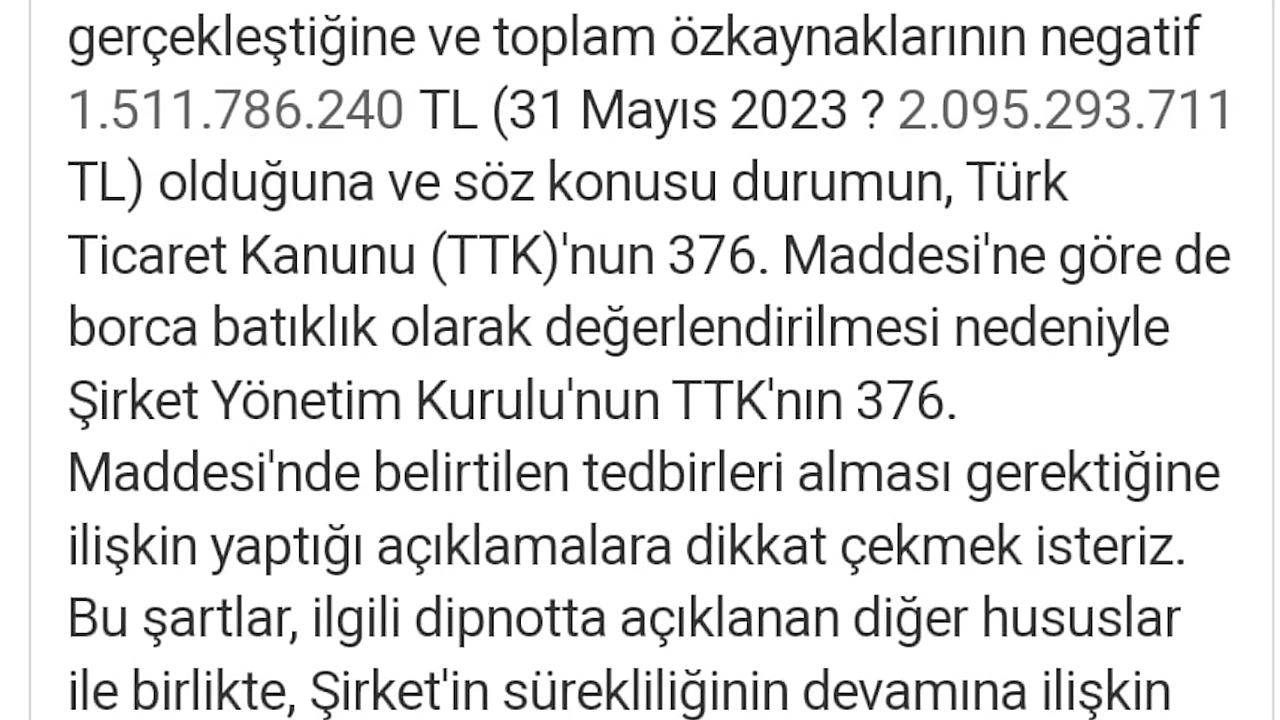 gerçekleştiğine ve toplam özkaynaklarının negatif
1.511.786.240 TL (31 Mayıs 2023 ? 2.095.293.711
TL) olduğuna ve söz konusu durumun, Türk
Ticaret Kanunu (TTK)'nun 376. Maddesi'ne göre de
borca batıklık olarak değerlendirilmesi nedeniyle
Şirket Yönetim Kurulu'nun TTK'nın 376.
Maddesi'nde belirtilen tedbirleri alması gerektiğine
ilişkin yaptığı açıklamalara dikkat çekmek isteriz.
Bu şartlar, ilgili dipnotta açıklanan diğer hususlar
ile birlikte, Şirket'in sürekliliğinin devamına ilişkin